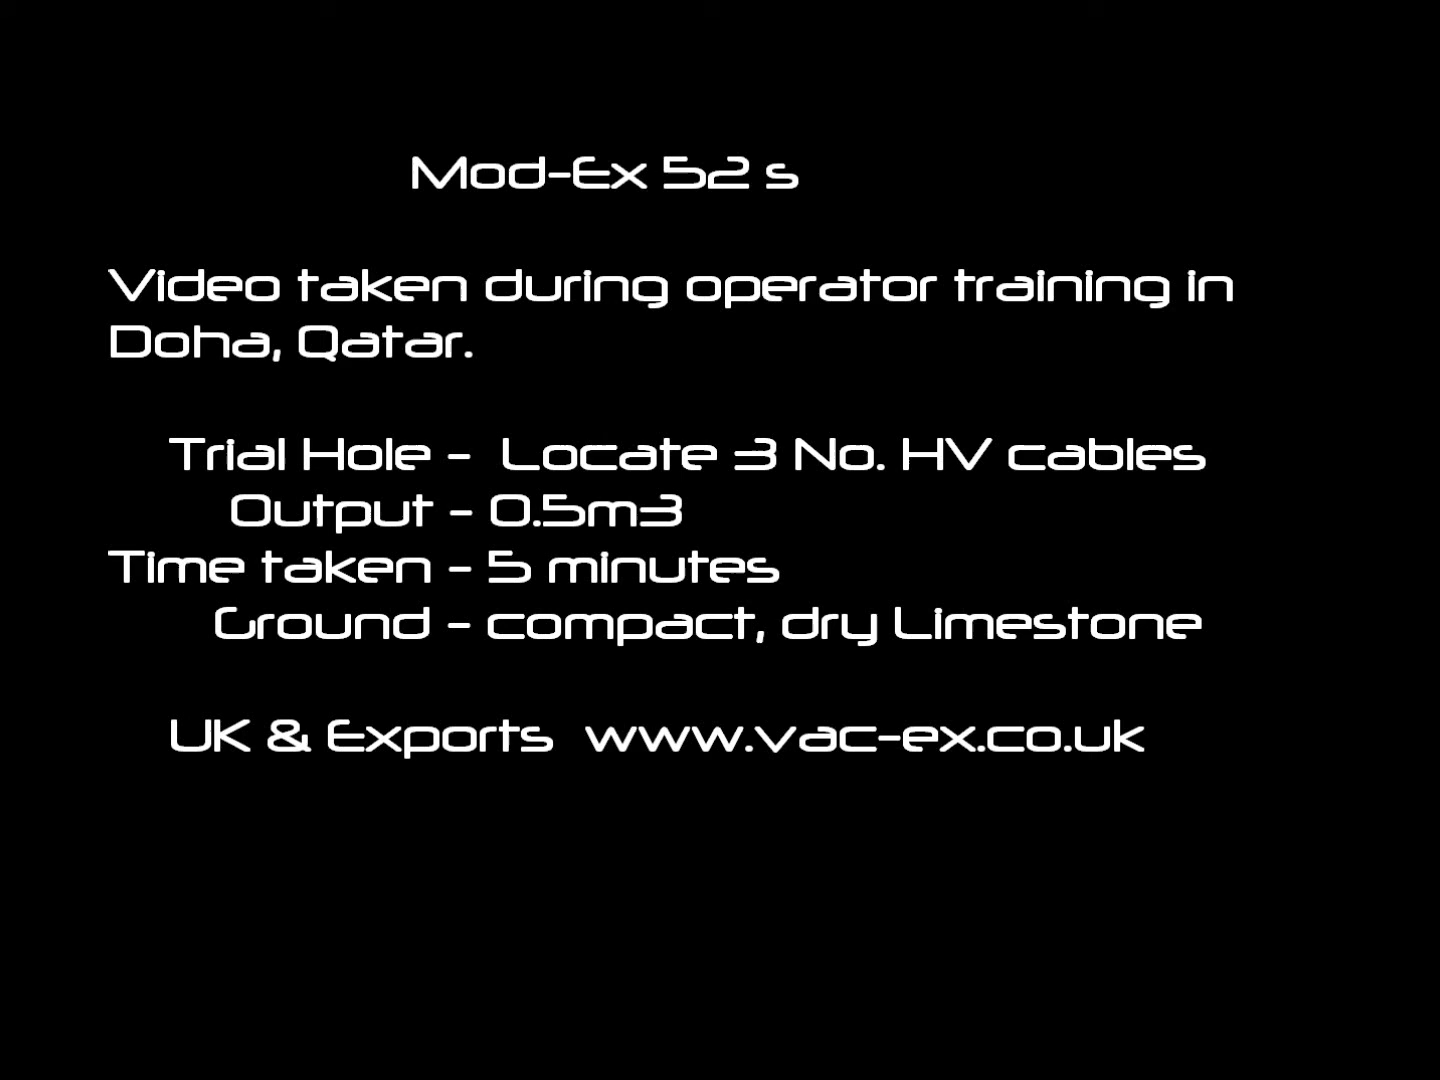 Mod-Ex 52 s
Video taken during operator training in
Doha, Qatar.
Trial Hole - Locate 3 No. HV cables
Output - 0.5m3
Time taken - 5 minutes
Ground - compact, dry Limestone
UK & Exports www.vac-ex.co.uk